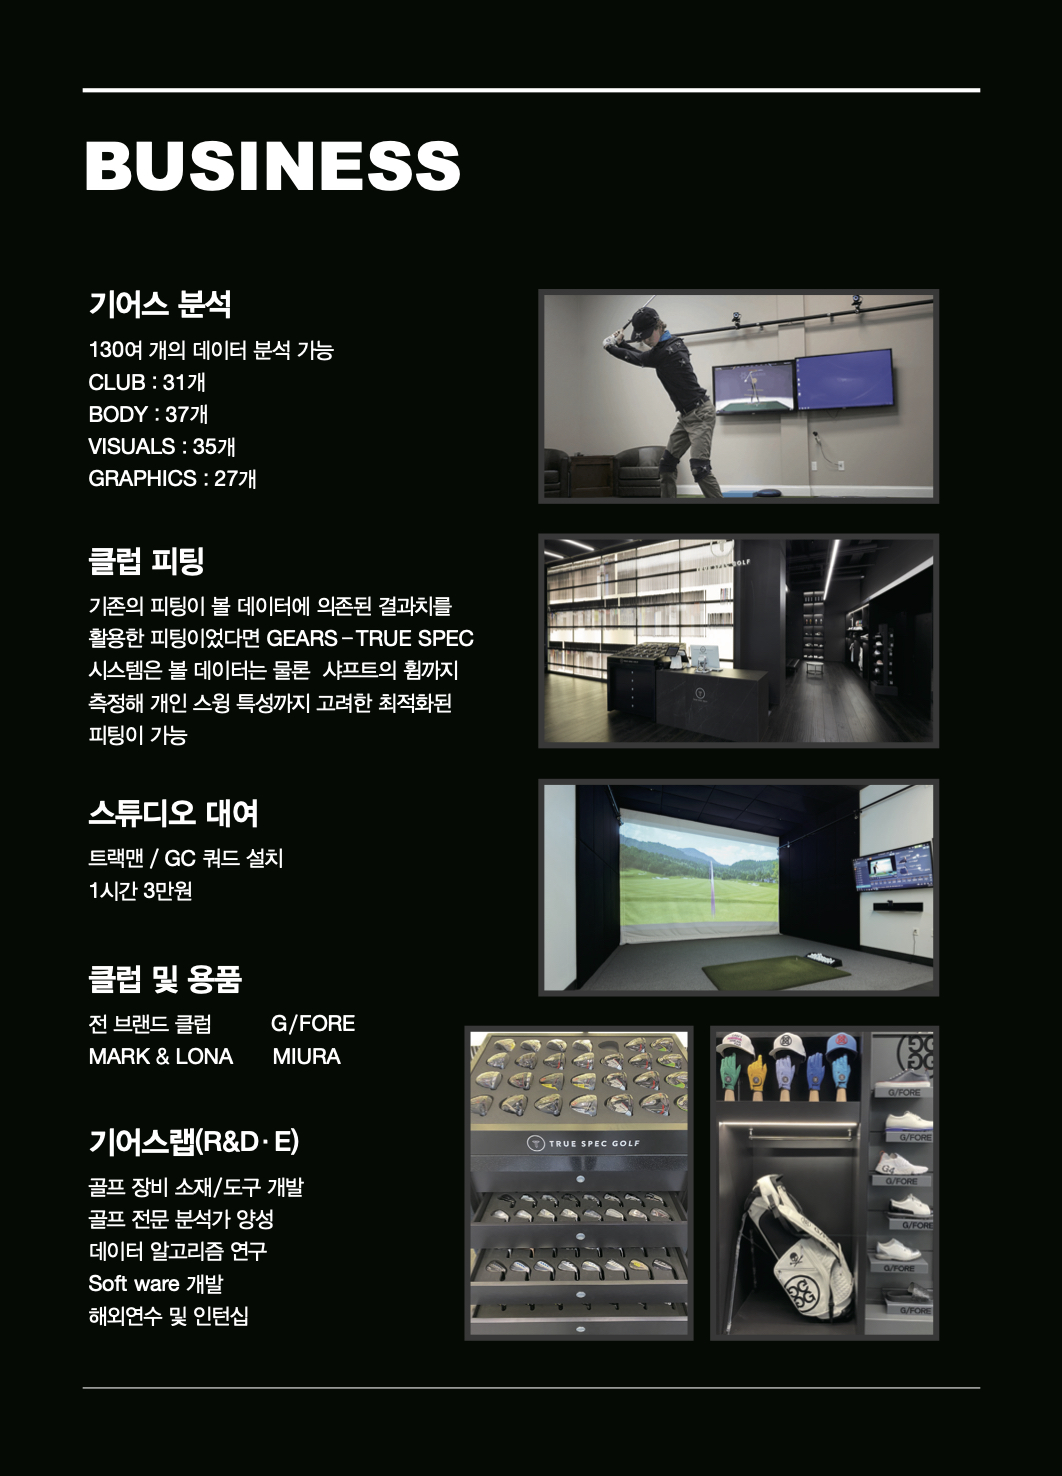 BUSINESS
기어스 분석
130여 개의 데이터 분석 가능
CLUB : 31개
BODY : 37개
VISUALS : 35개
GRAPHICS : 27개
클럽 피팅
기존의 피팅이 볼 데이터에 의존된 결과치를
활용한 피팅이었다면 GEARS-TRUE SPEC
시스템은 볼 데이터는 물론 샤프트의 휨까지
측정해 개인 스윙 특성까지 고려한 최적화된
피팅이 가능
TRUE SPEC GOLF
스튜디오 대여
트랙맨 / GC 쿼드 설치
1시간 3만원
클럽 및 용품
전 브랜드 클럽 G/FORE
MARK & LONA MIURA
기어스랩(R&D·E)
골프 장비 소재/도구 개발
골프 전문 분석가 양성
데이터 알고리즘 연구
Soft ware 개발
해외연수 및 인턴십
TRUE SPEC GOLF
G/FORE
G/FORE
G4
G/FORE
G/FORE
G/FORE
G/FORE